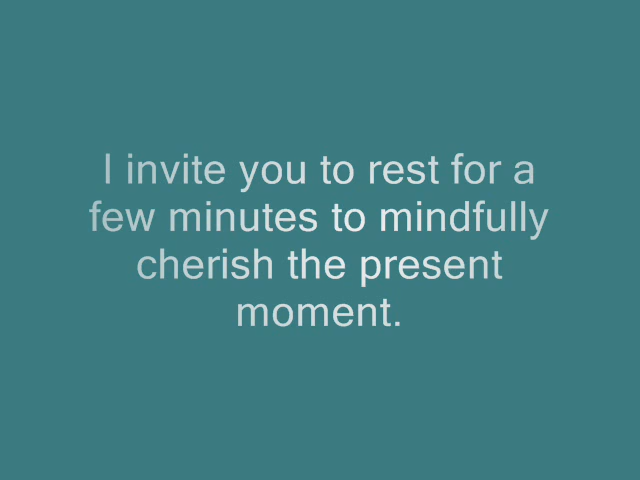 I invite you to rest for a
few minutes to mindfully
cherish the present
moment.